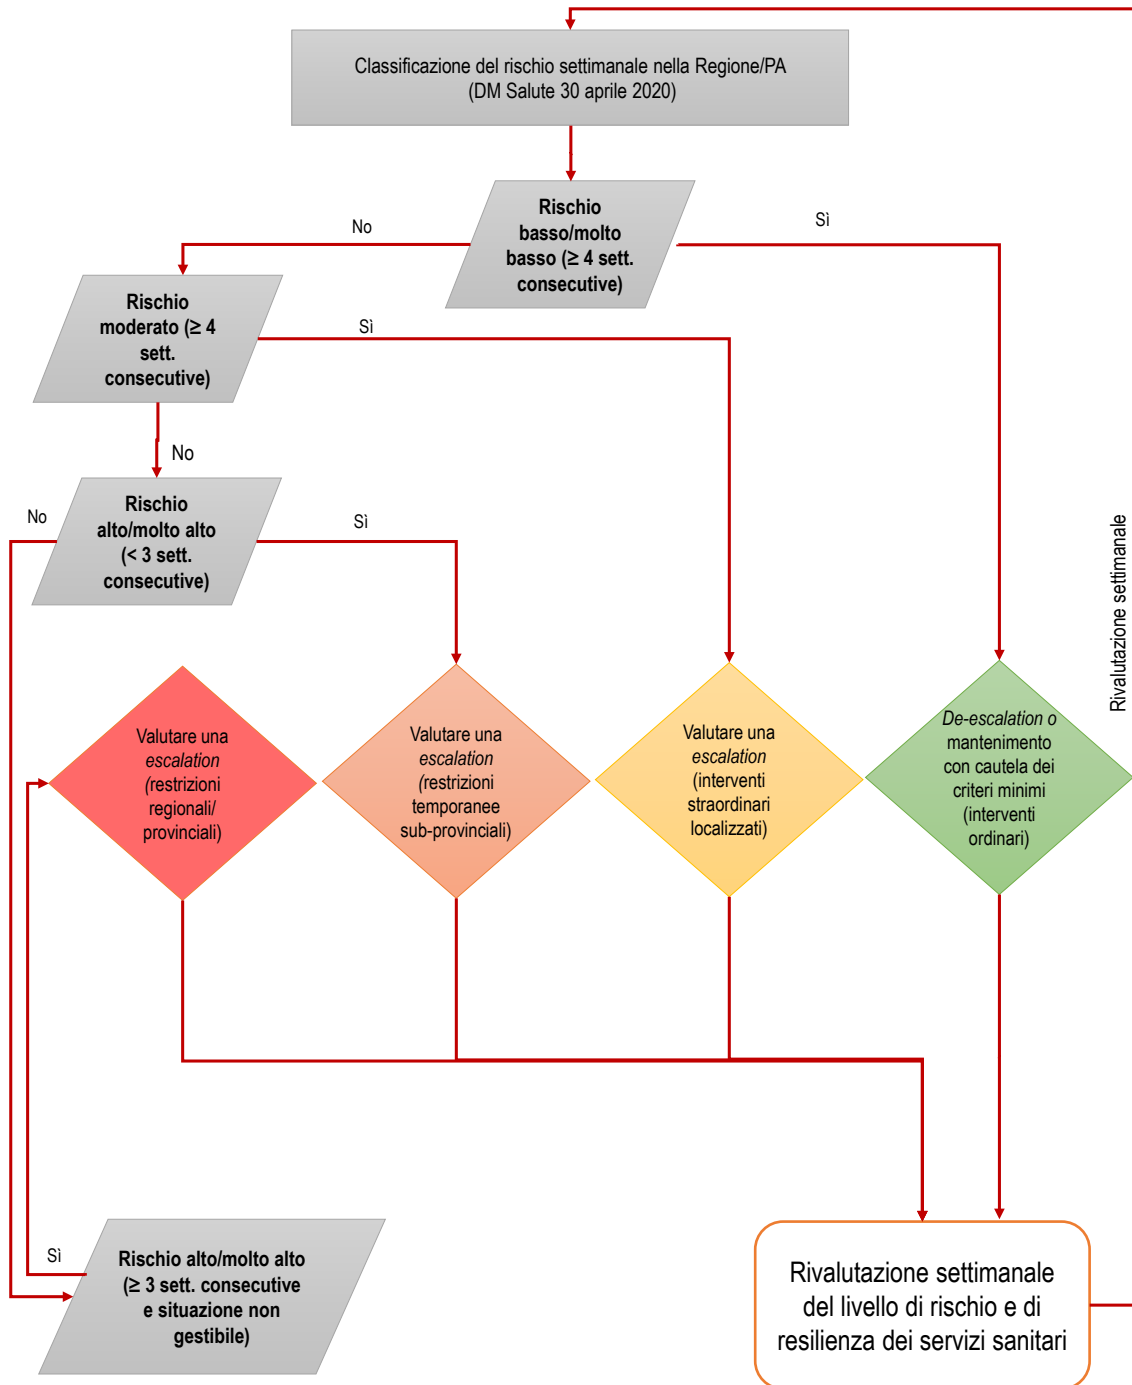 Classificazione del rischio settimanale nella Regione/PA
(DM Salute 30 aprile 2020)
Rischio
basso/molto
basso (≥ 4 sett.
consecutive)
No
Sì
Rischio
moderato (≥ 4
sett.
consecutive)
Sì
No
Rischio
alto/molto alto
(< 3 sett.
consecutive)
No
Sì
Rivalutazione settimanale
Valutare una
escalation
(restrizioni
regionali/
provinciali)
Valutare una
escalation
(restrizioni
temporanee
sub-provinciali)
Valutare una
escalation
(interventi
straordinari
localizzati)
De-escalation o
mantenimento
con cautela dei
criteri minimi
(interventi
ordinari)
Sì
Rischio alto/molto alto
(≥ 3 sett. consecutive
e situazione non
gestibile)
Rivalutazione settimanale
del livello di rischio e di
resilienza dei servizi sanitari